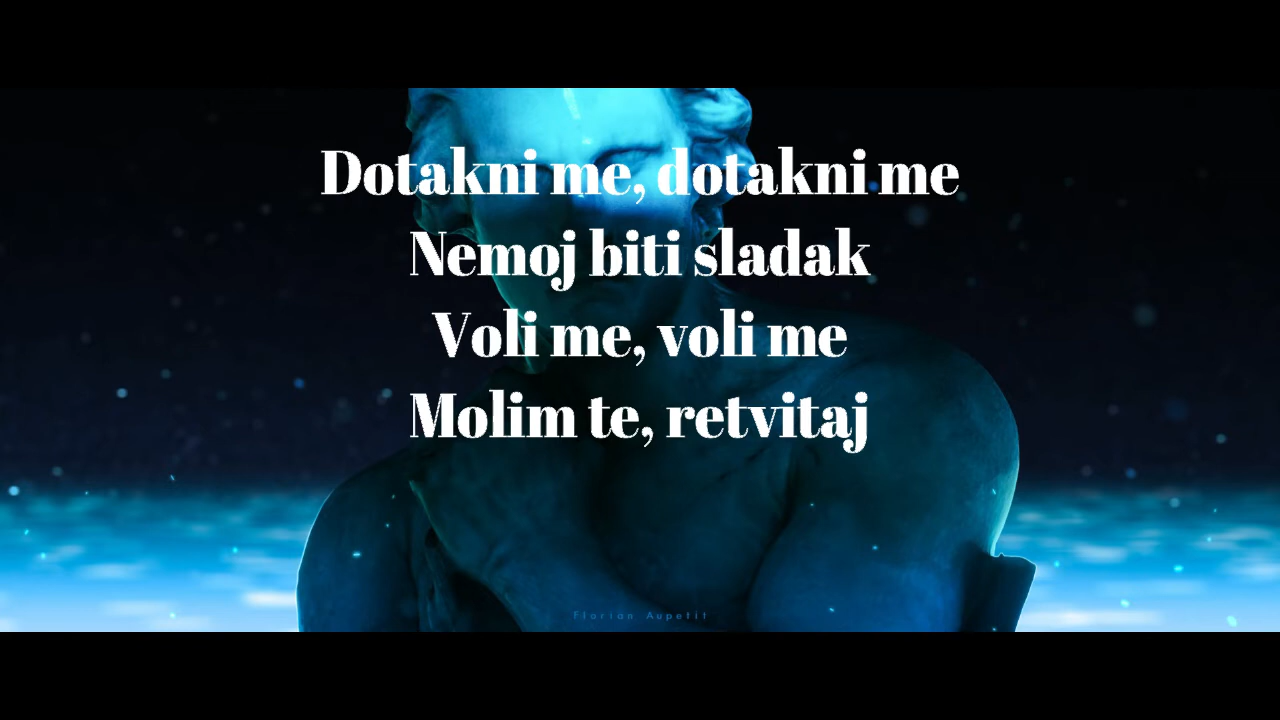 Dotakni me, dotakni me
Nemoj biti sladak
Voli me, voli me
Molim te, retvitaj
Florian Aupetit